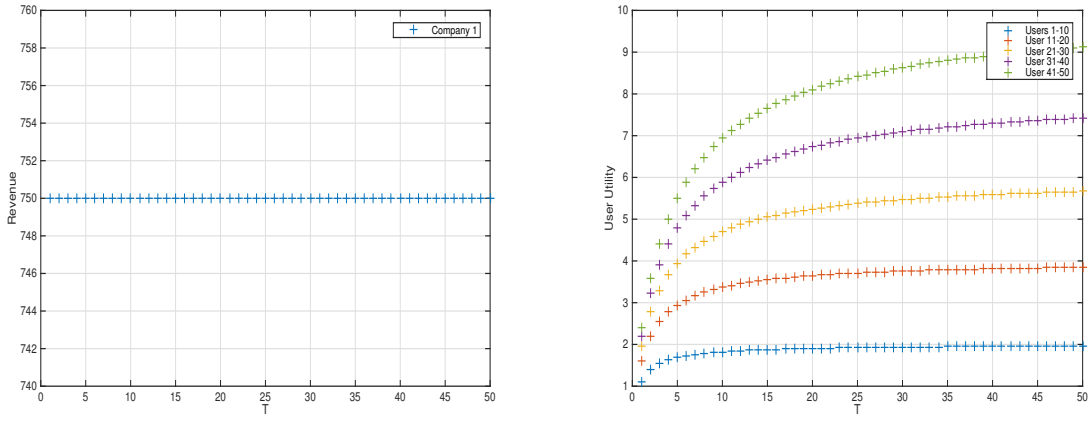 760
758
756
754
752
750
748
746
744
742
740
Revenue
0 5 10 15 20 25 30 35 40 45 50
T
Company 1
10
9
8
7
6
5
4
3
2
1
User Utility
0 5 10 15 20 25 30 35 40 45 50
T
Users 1-10
User 11-20
User 21-30
User 31-40
User 41-50